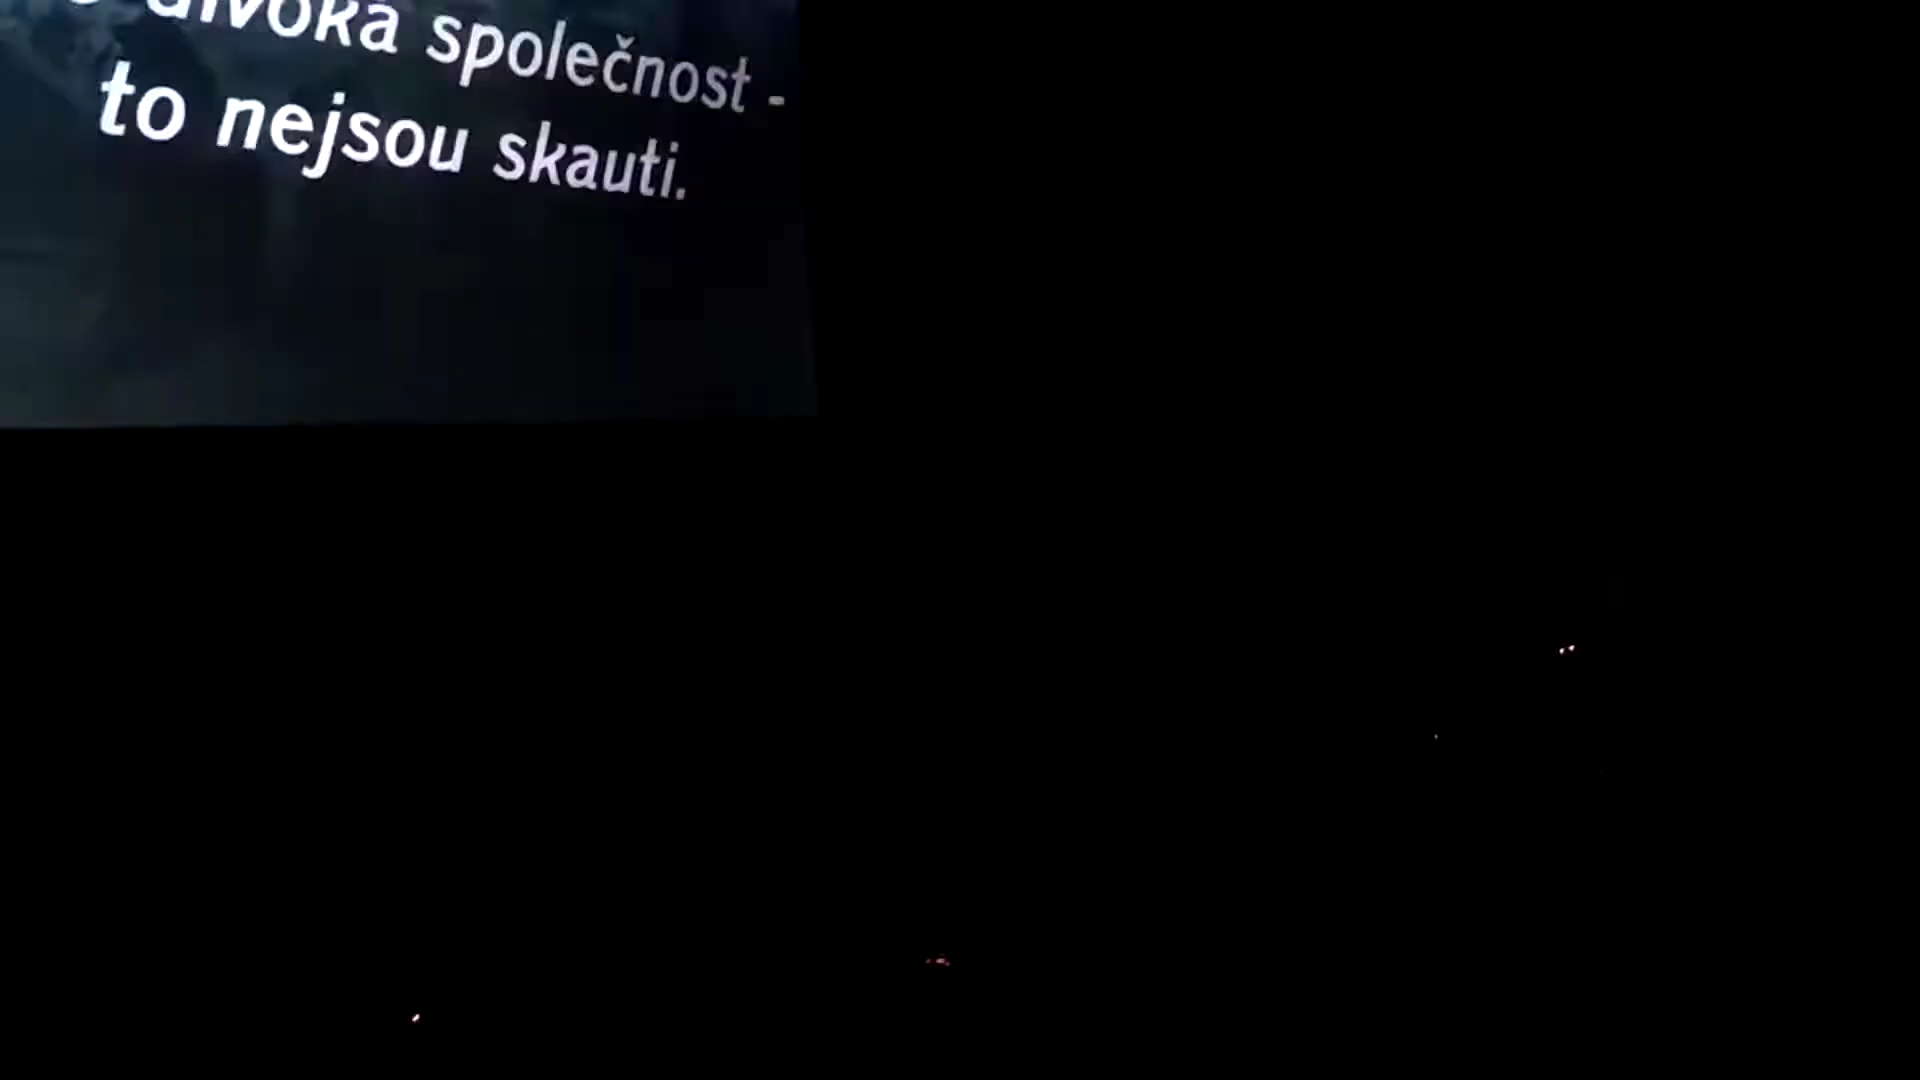 divoká společnost -
to nejsou skauti.